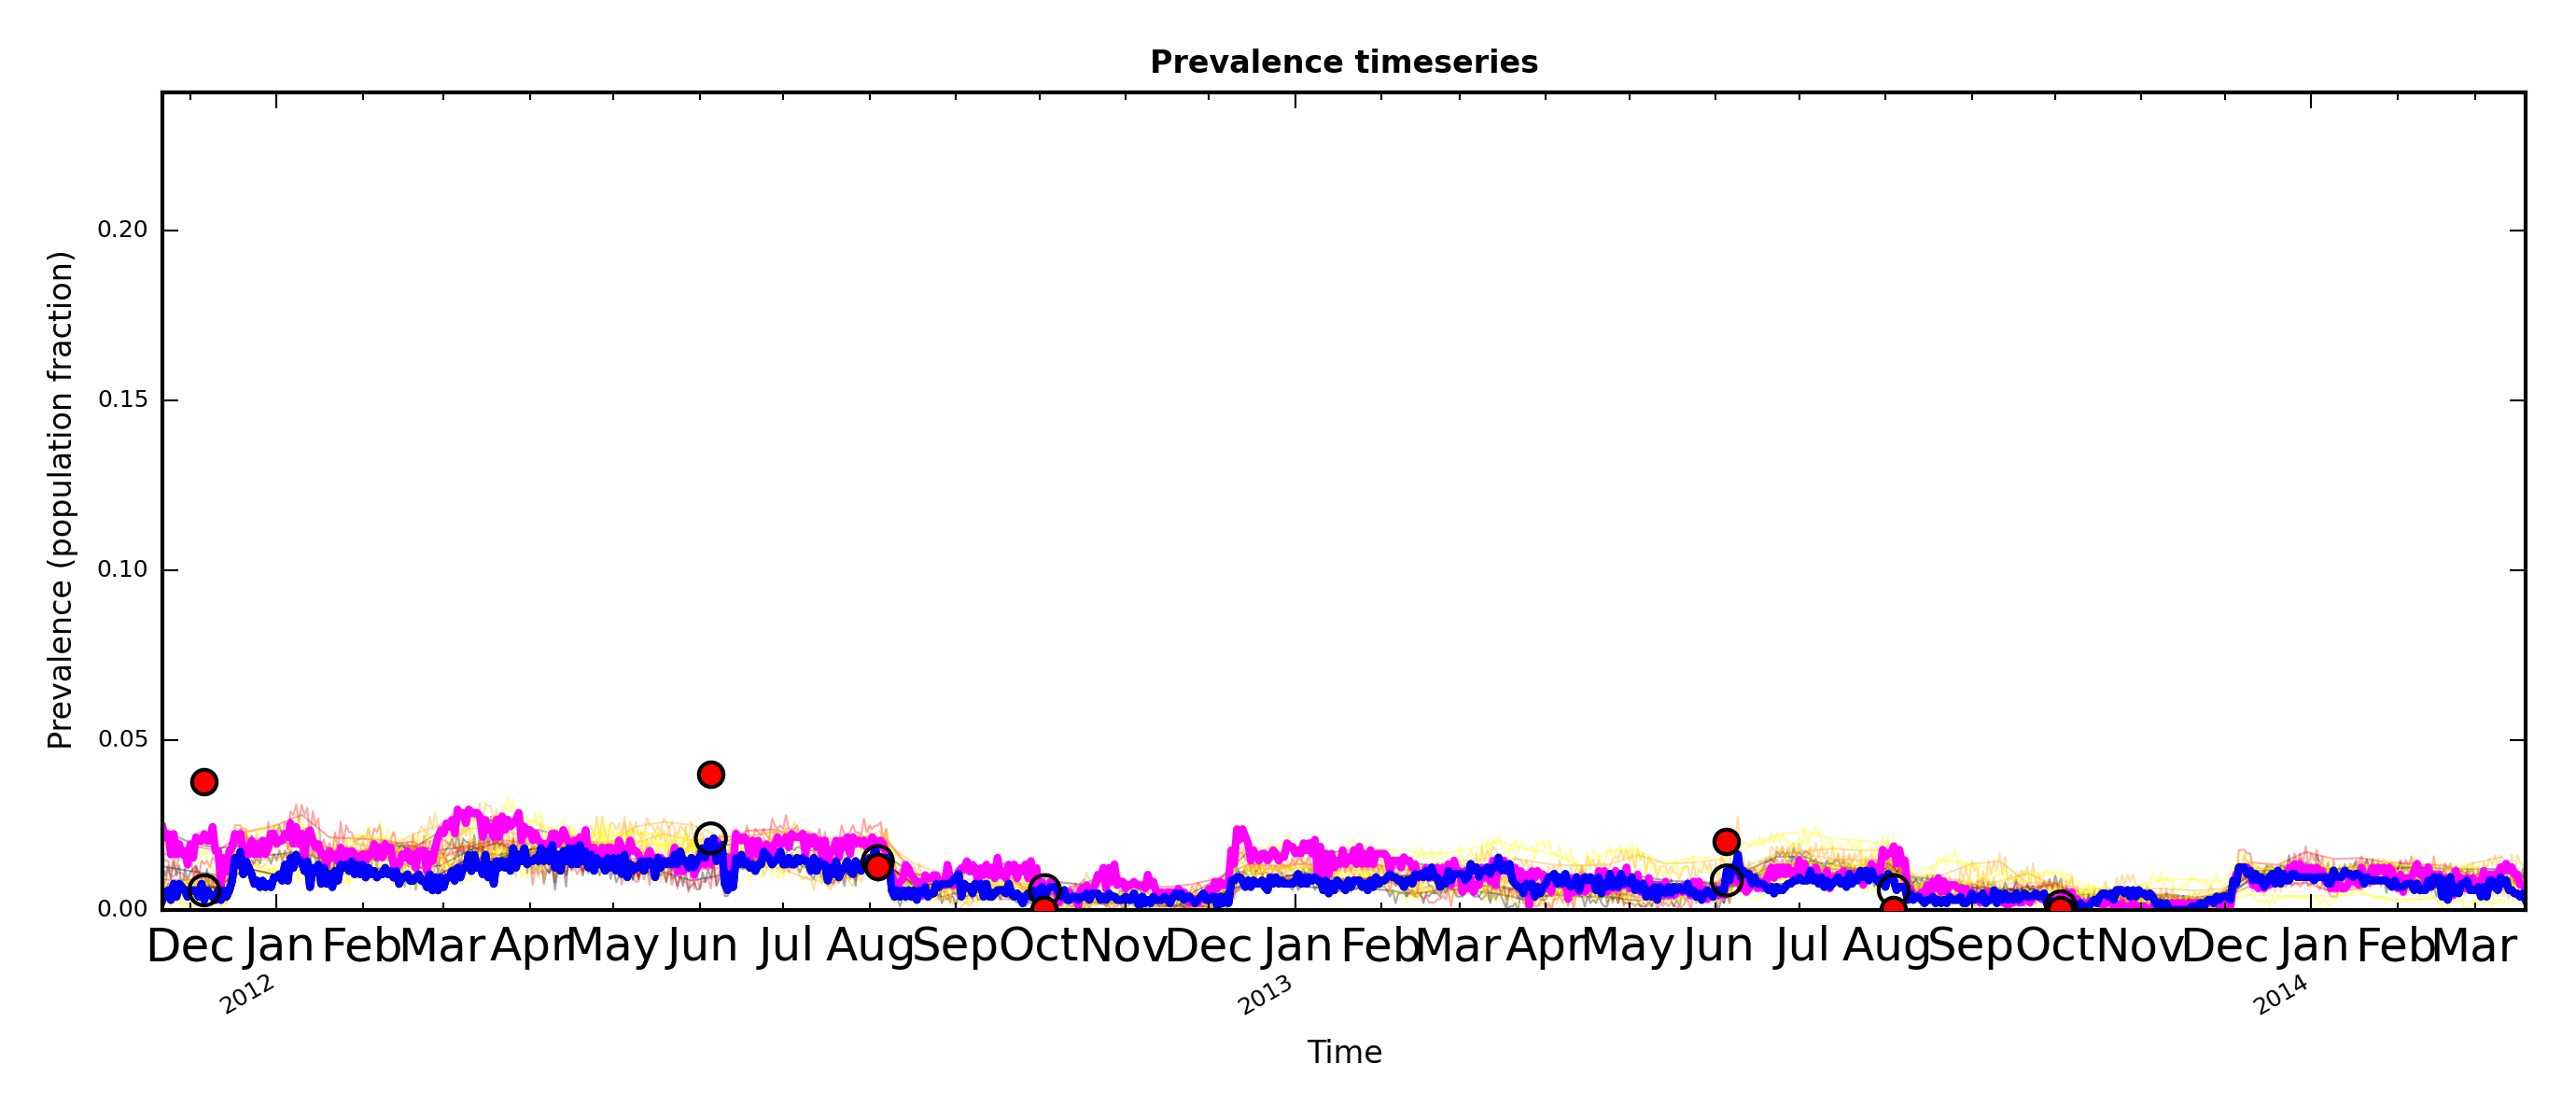 Prevalence timeseries
Prevalence (population fraction)
0.20
0.15
0.10
0.05
0.00
Dec Jan Feb Mar Apr May Jun Jul Aug Sep Oct Nov Dec Jan Feb Mar Apr May Jun Jul Aug Sep Oct Nov Dec Jan Feb Mar
2012 2013 2014
Time